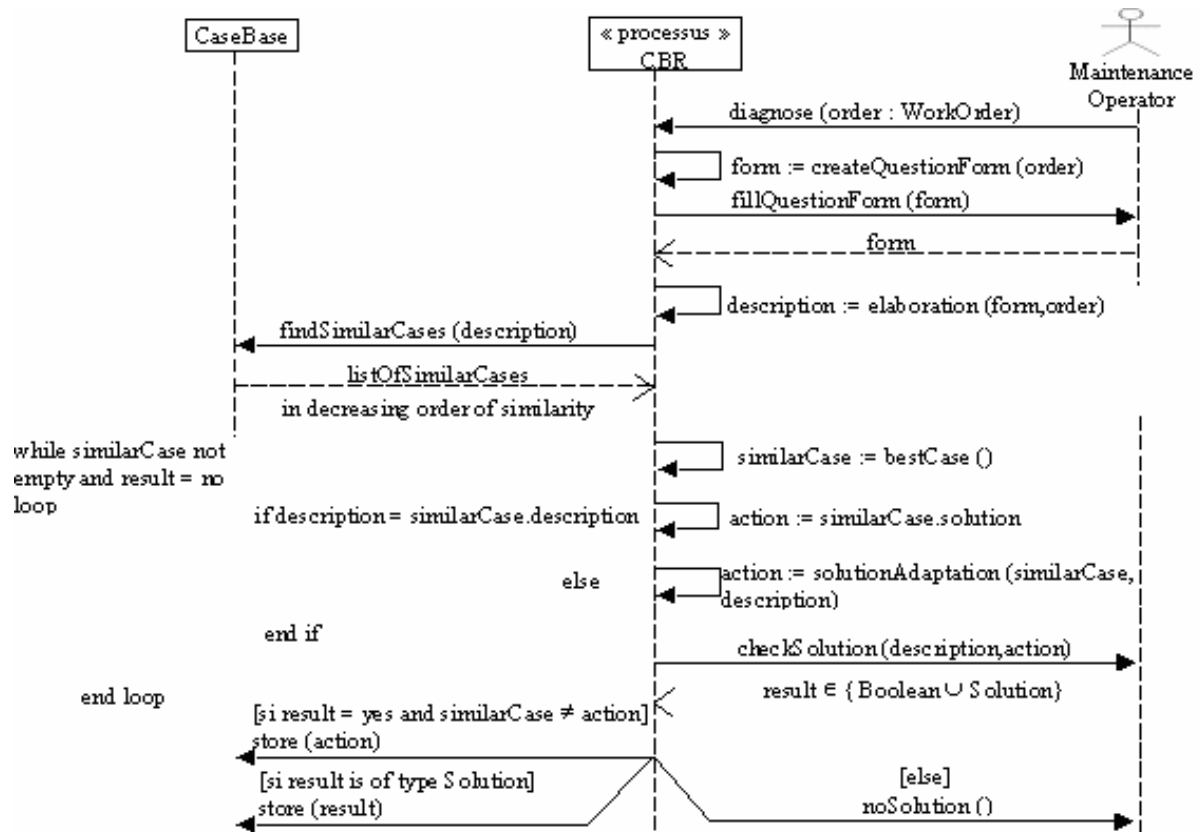 CaseBase
« processus »
CBR
Maintenance
Operator
diagnose (order : WorkOrder)
form := createQuestionForm (order)
fillQuestionForm (form)
form
description := elaboration (form,order)
findSimilarCases (description)
listOfSimilarCases
in decreasing order of similarity
while similarCase not
empty and result = no
loop
similarCase := bestCase ()
if description = similarCase.description
action := similarCase.solution
else
action := solutionAdaptation (similarCase,
description)
end if
checkSolution (description,action)
end loop
result ∈ { Boolean ∪ Solution}
[si result = yes and similarCase ≠ action]
store (action)
[si result is of type Solution]
store (result)
[else]
noSolution ()